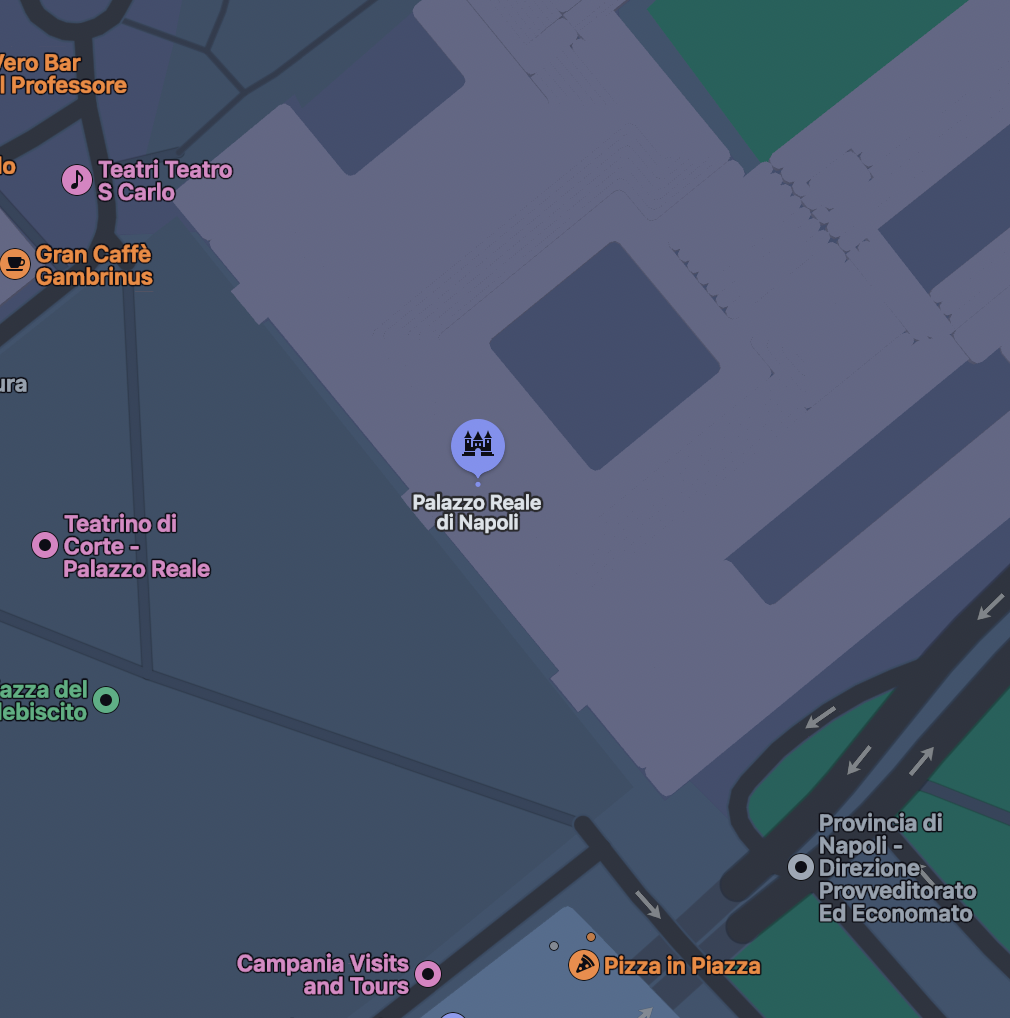 Vero Bar
l Professore
lo
Teatri Teatro
S Carlo
Gran Caffè
Gambrinus
ura
Palazzo Reale
di Napoli
Teatrino di
Corte -
Palazzo Reale
azza del
lebiscito
Provincia di
Napoli -
Direzione
Provveditorato
Ed Economato
Campania Visits
and Tours
Pizza in Piazza